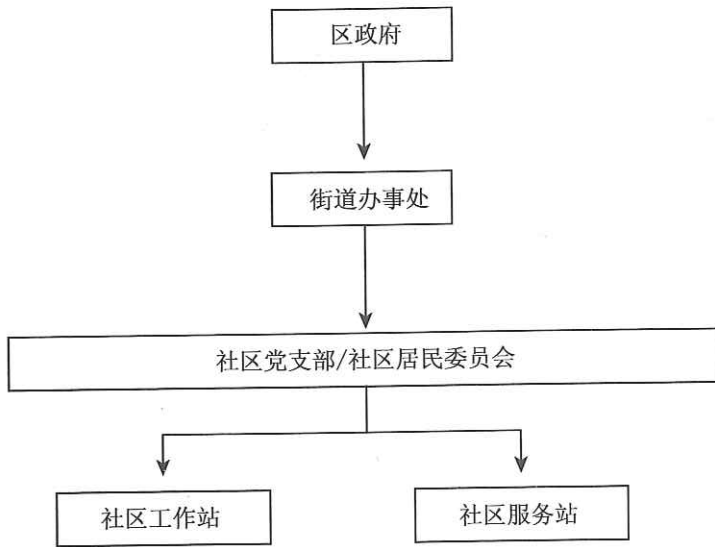 区政府
街道办事处
社区党支部/社区居民委员会
社区工作站
社区服务站